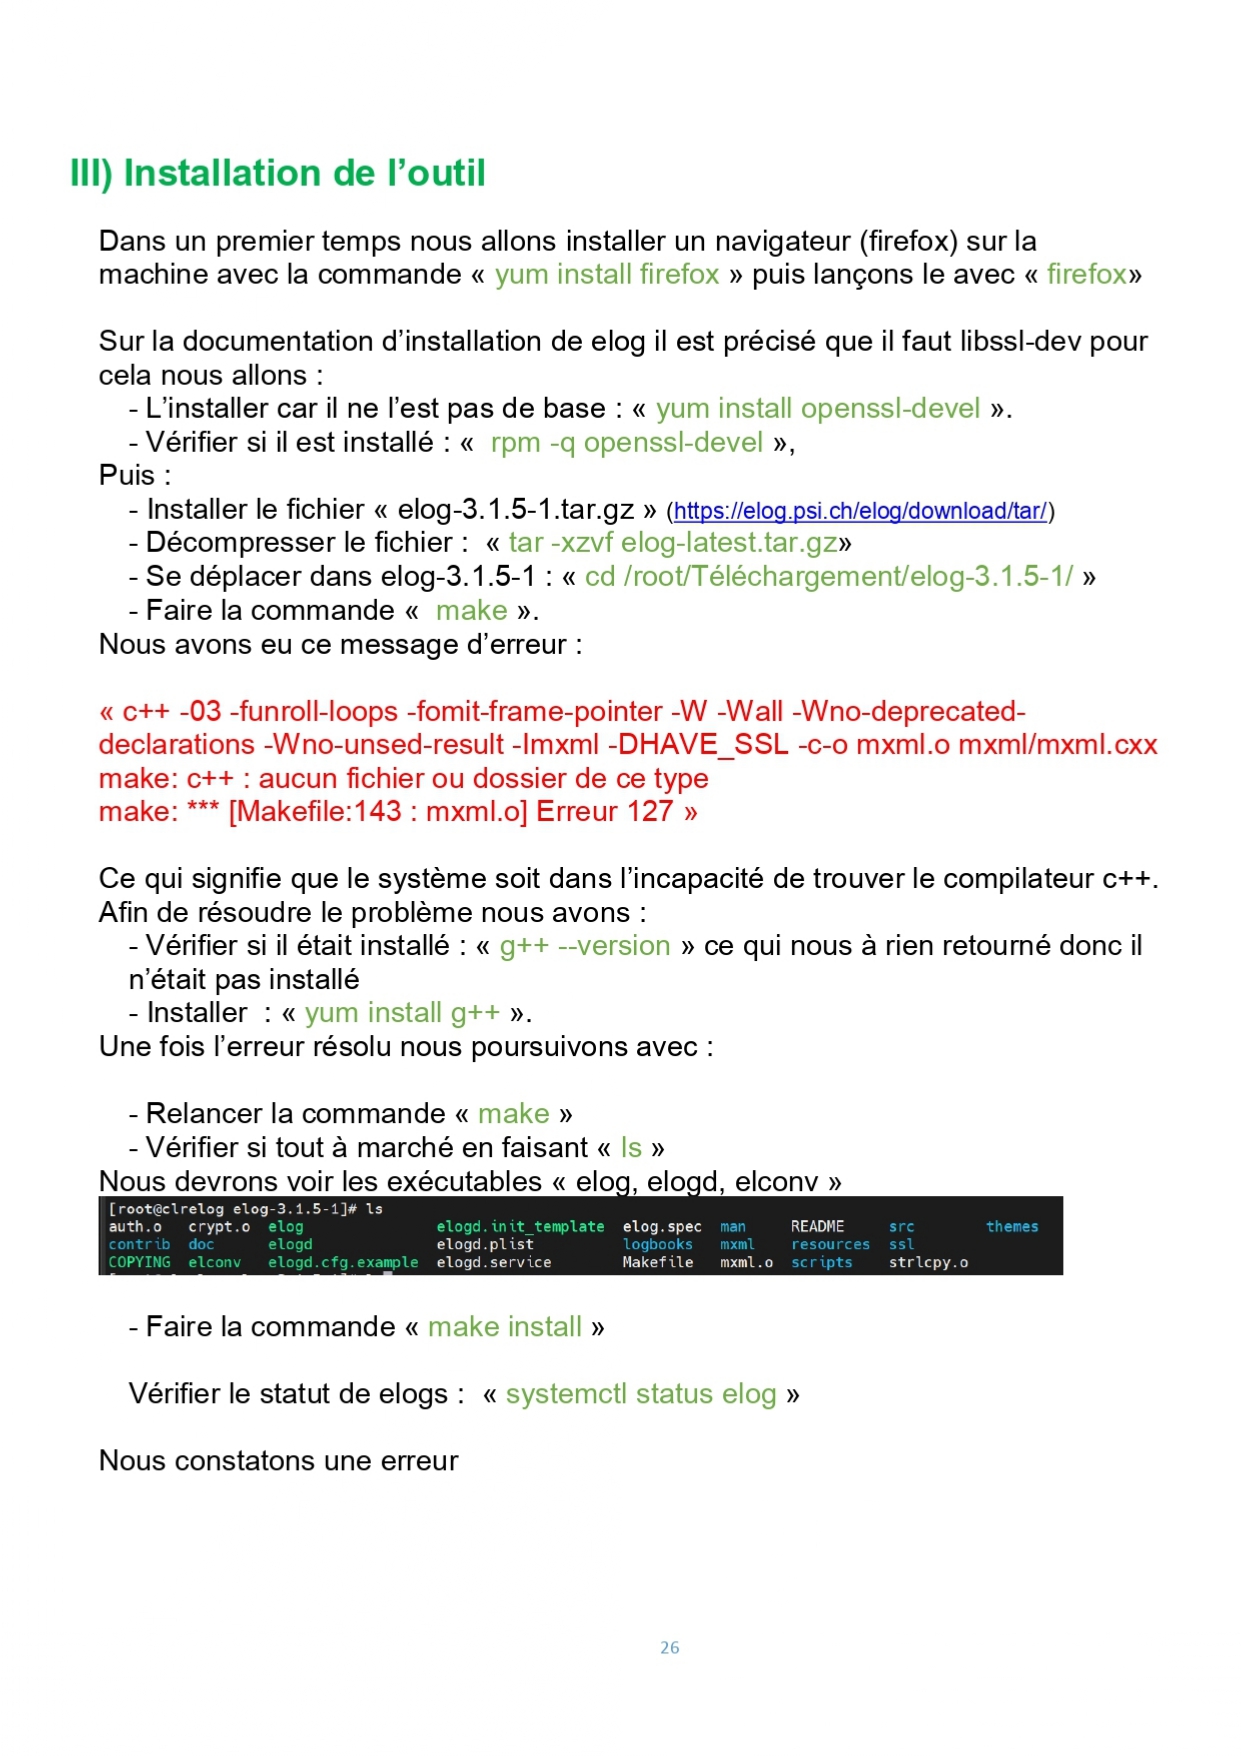 III) Installation de l’outil
Dans un premier temps nous allons installer un navigateur (firefox) sur la
machine avec la commande « yum install firefox » puis lançons le avec « firefox»
Sur la documentation d’installation de elog il est précisé que il faut libssl-dev pour
cela nous allons :
- L’installer car il ne l’est pas de base : « yum install openssl-devel ».
- Vérifier si il est installé : «  rpm -q openssl-devel »,
Puis :
- Installer le fichier « elog-3.1.5-1.tar.gz » (https://elog.psi.ch/elog/download/tar/)
- Décompresser le fichier :  « tar -xzvf elog-latest.tar.gz»
- Se déplacer dans elog-3.1.5-1 : « cd /root/Téléchargement/elog-3.1.5-1/ »
- Faire la commande «  make ».
Nous avons eu ce message d’erreur :
« c++ -03 -funroll-loops -fomit-frame-pointer -W -Wall -Wno-deprecated-
declarations -Wno-unsed-result -Imxml -DHAVE_SSL -c-o mxml.o mxml/mxml.cxx
make: c++ : aucun fichier ou dossier de ce type
make: *** [Makefile:143 : mxml.o] Erreur 127 »
Ce qui signifie que le système soit dans l’incapacité de trouver le compilateur c++.
Afin de résoudre le problème nous avons :
- Vérifier si il était installé : « g++ --version » ce qui nous à rien retourné donc il
n’était pas installé
- Installer  : « yum install g++ ».
Une fois l’erreur résolu nous poursuivons avec :
- Relancer la commande « make »
- Vérifier si tout à marché en faisant « ls »
Nous devrons voir les exécutables « elog, elogd, elconv »
[root@clrelog elog-3.1.5-1]# ls
auth.o crypt.o elog elogd.init_template elog.spec man README src themes
contrib doc elogd elogd.plist logbooks mxml resources ssl
COPYING elconv elogd.cfg.example elogd.service Makefile mxml.o scripts strlcpy.o
- Faire la commande « make install »
Vérifier le statut de elogs :  « systemctl status elog »
Nous constatons une erreur
26